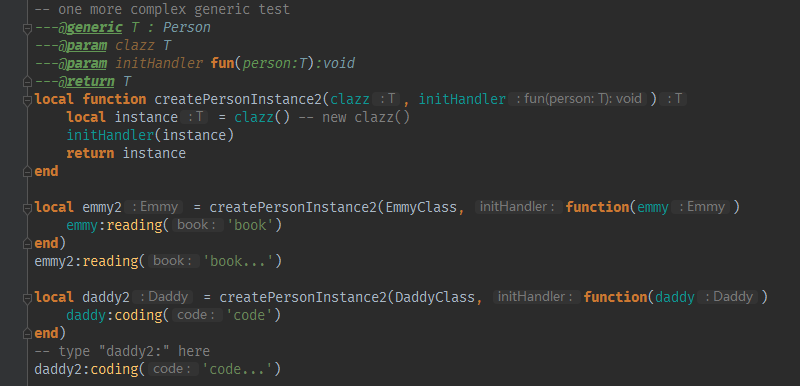 -- one more complex generic test
---@generic T : Person
---@param clazz T
---@param initHandler fun(person:T):void
---@return T
local function createPersonInstance2(clazz :T, initHandler :fun(person: T): void) :T
    local instance :T = clazz() -- new clazz()
    initHandler(instance)
    return instance
end

local emmy2 :Emmy = createPersonInstance2(EmmyClass, initHandler: function(emmy :Emmy)
    emmy:reading( book: 'book')
end)
emmy2:reading( book: 'book...')

local daddy2 :Daddy = createPersonInstance2(DaddyClass, initHandler: function(daddy :Daddy)
    daddy:coding( code: 'code')
end)
-- type "daddy2:" here
daddy2:coding( code: 'code...')